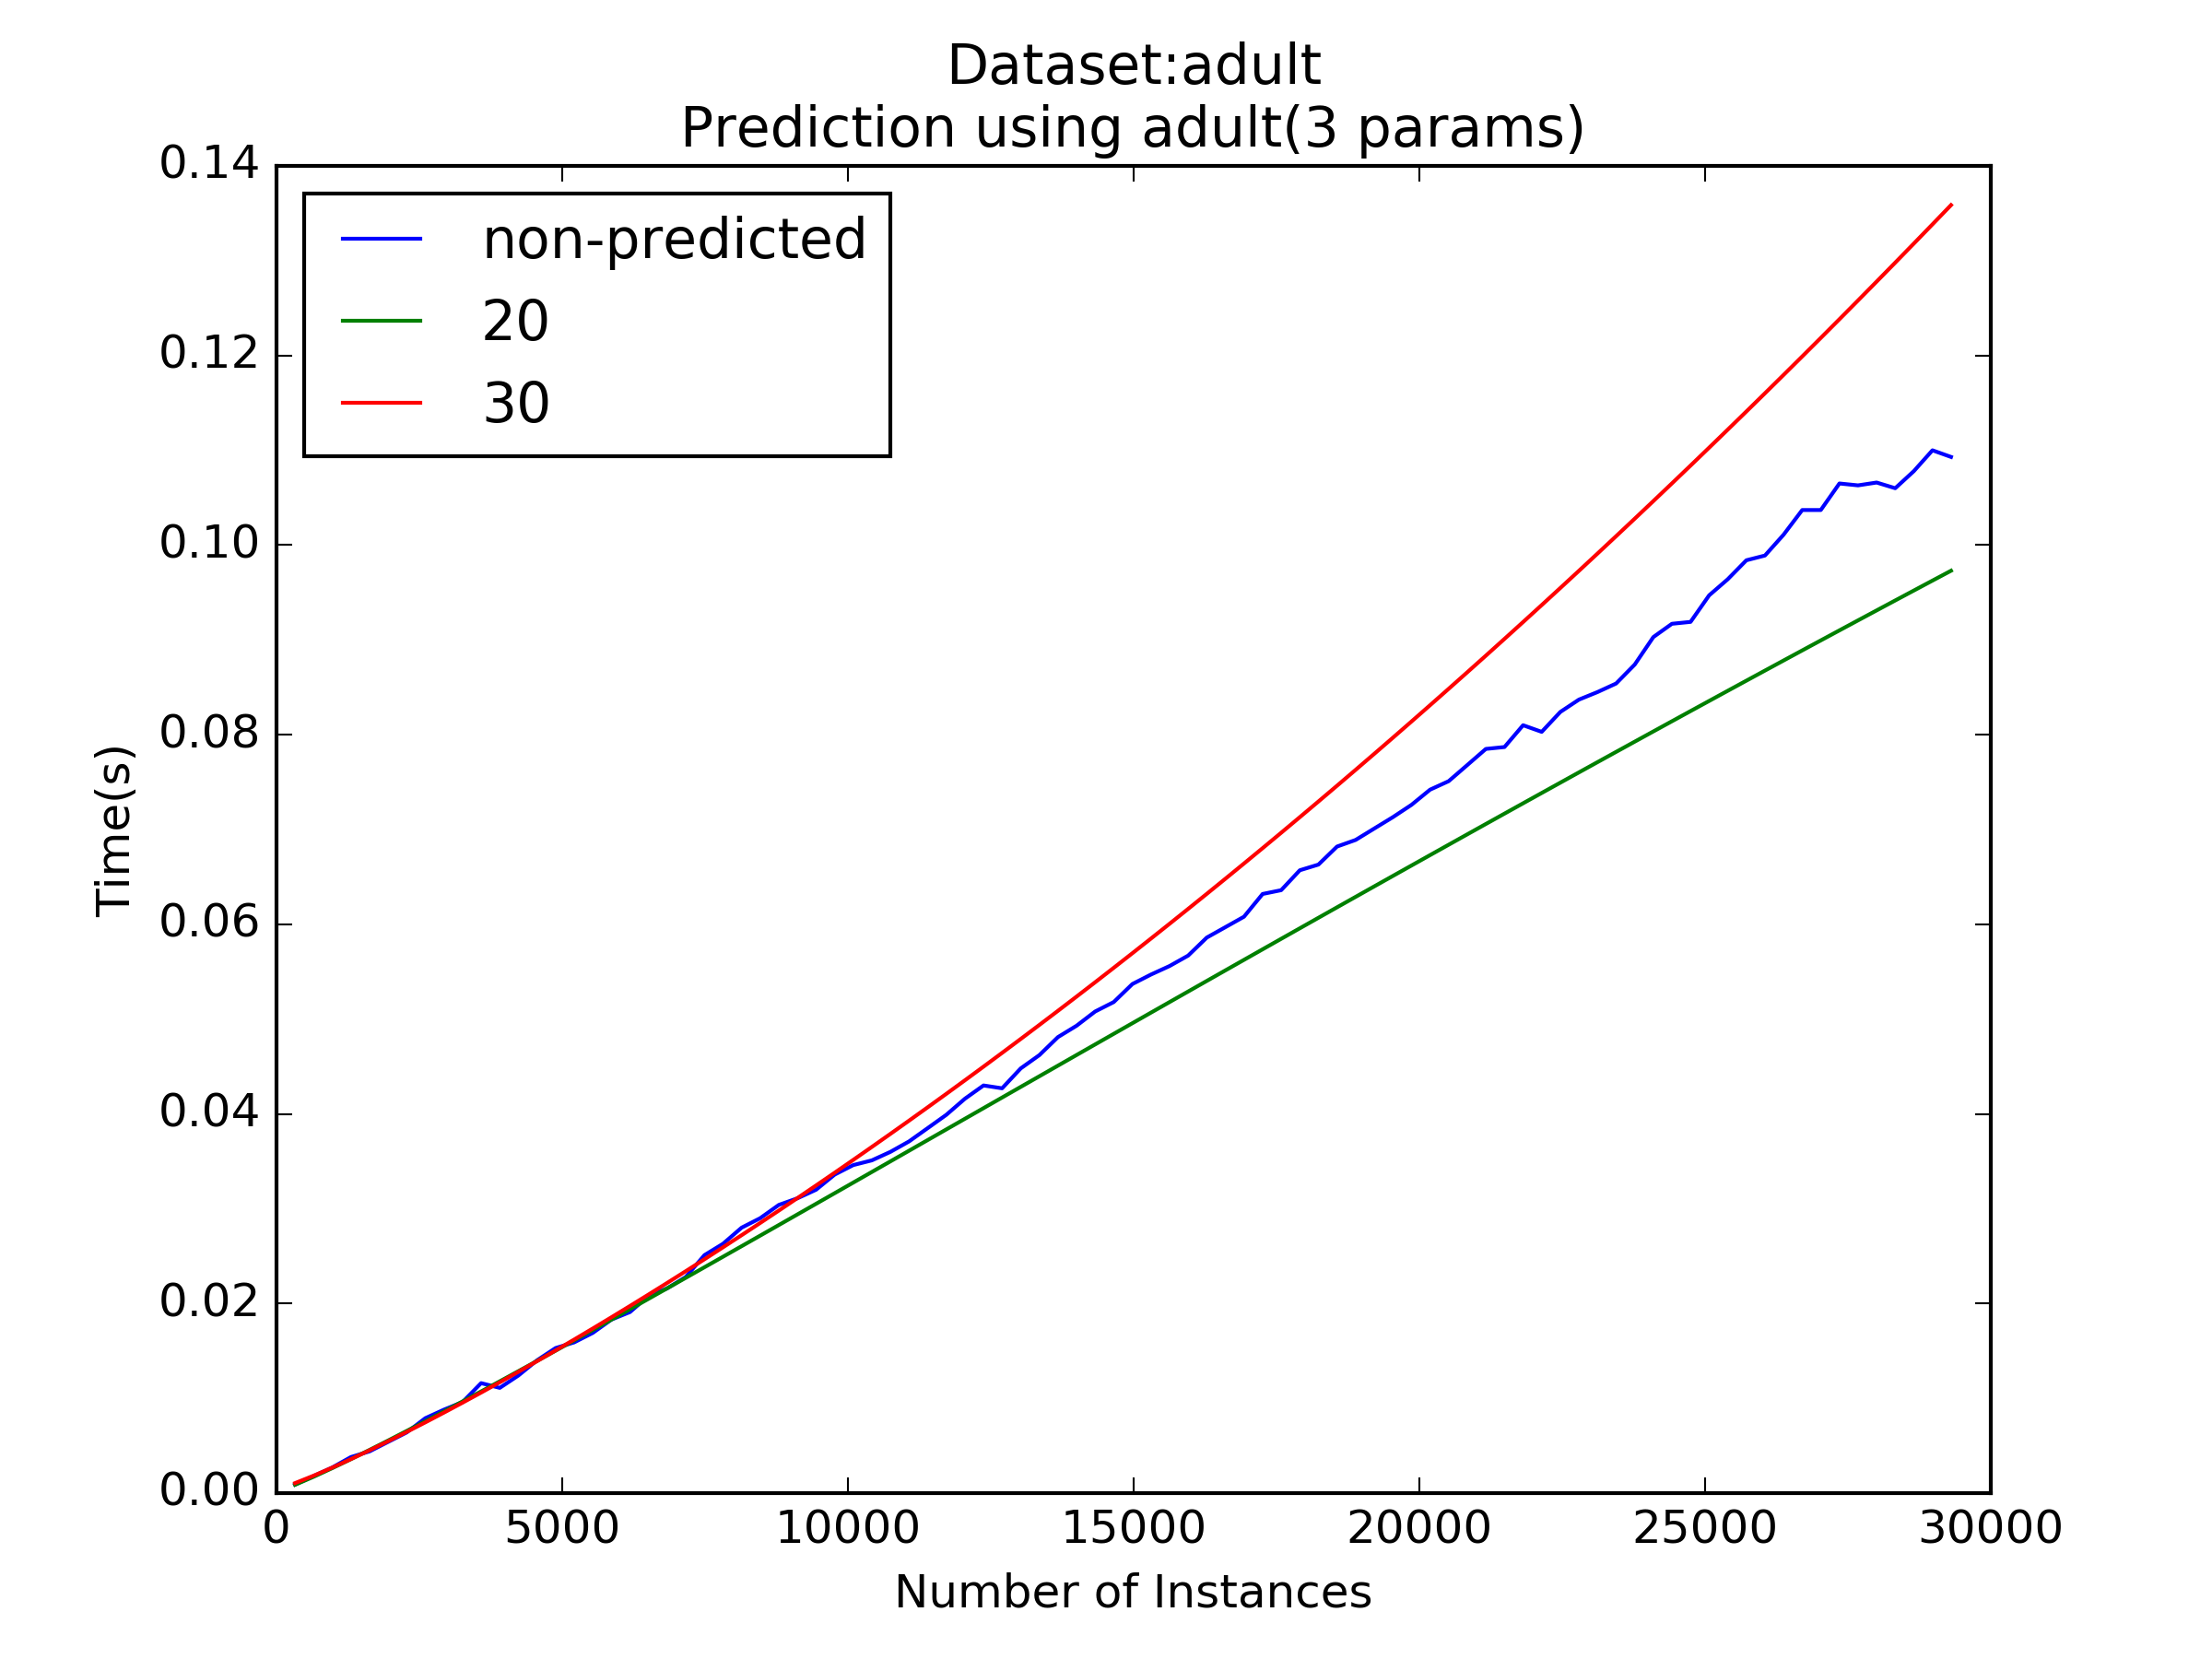 Dataset:adult
Prediction using adult(3 params)
0.14
0.12
0.10
0.08
0.06
0.04
0.02
0.00
Time(s)
non-predicted
20
30
0 5000 10000 15000 20000 25000 30000
Number of Instances